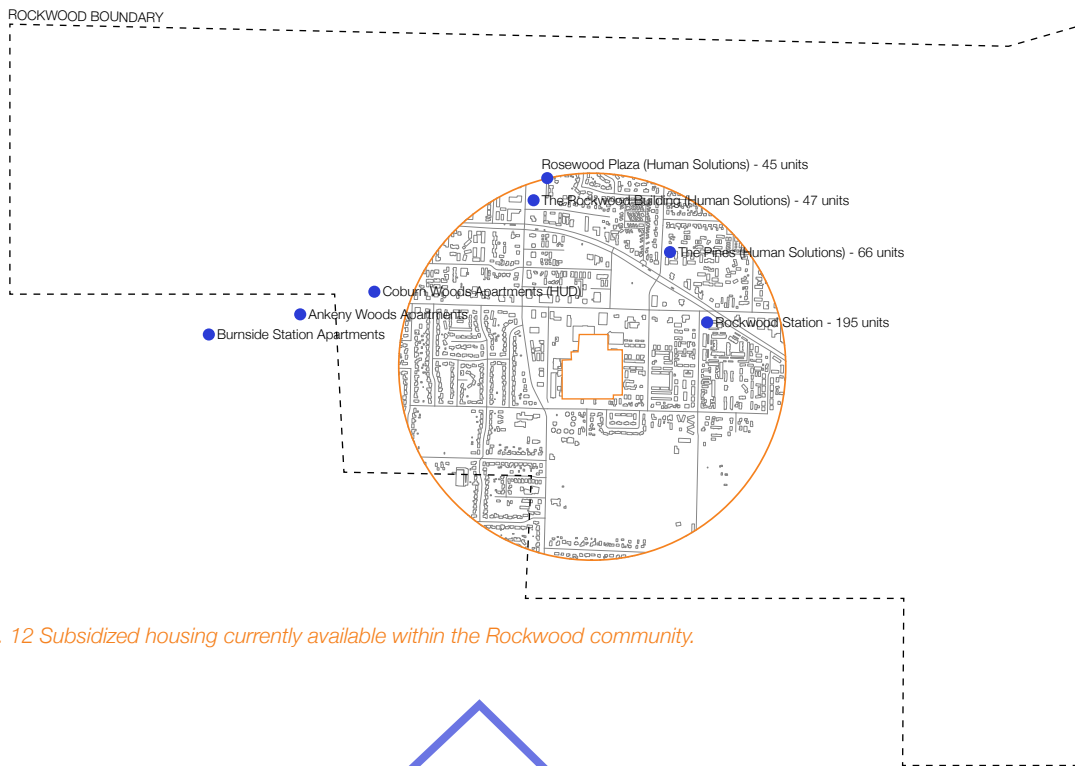 ROCKWOOD BOUNDARY
Rosewood Plaza (Human Solutions) - 45 units
The Rockwood Building (Human Solutions) - 47 units
The Pines (Human Solutions) - 66 units
Coburn Woods Apartments (HUD)
Ankeny Woods Apartments
Rockwood Station - 195 units
Burnside Station Apartments
. 12 Subsidized housing currently available within the Rockwood community.